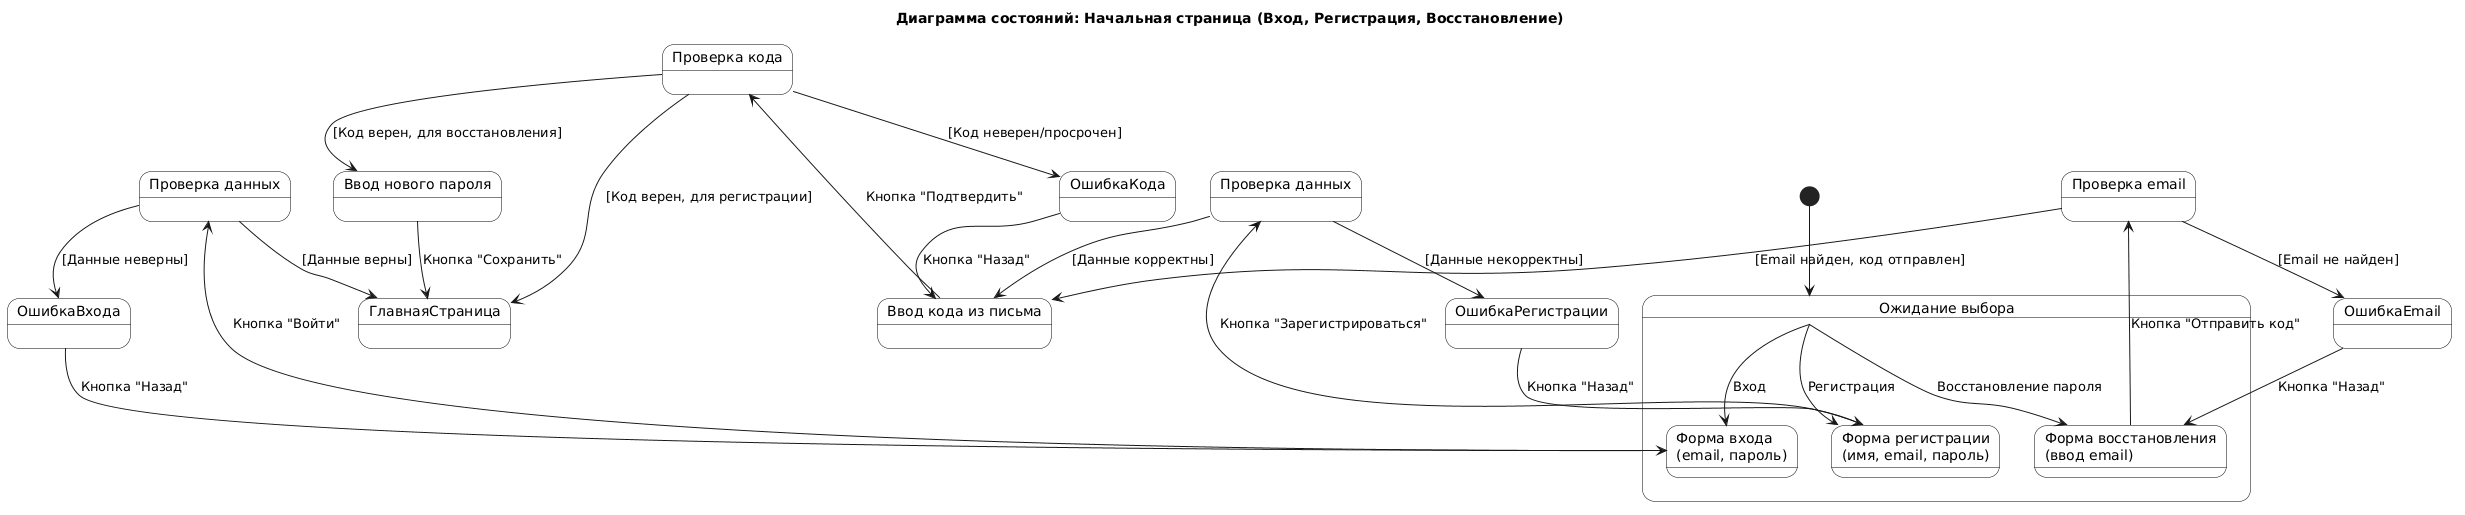 Диаграмма состояний: Начальная страница (Вход, Регистрация, Восстановление)
Проверка кода
[Код верен, для восстановления]
[Код неверен/просрочен]
Проверка данных
Ввод нового пароля
[Код верен, для регистрации]
Кнопка "Подтвердить"
ОшибкаКода
Проверка данных
Проверка email
[Данные неверны]
[Данные верны]
Кнопка "Сохранить"
Кнопка "Назад"
[Данные корректны]
[Данные некорректны]
[Email найден, код отправлен]
[Email не найден]
ОшибкаВхода
Кнопка "Войти"
ГлавнаяСтраница
Ввод кода из письма
Кнопка "Зарегистрироваться"
ОшибкаРегистрации
Ожидание выбора
Кнопка "Отправить код"
ОшибкаEmail
Кнопка "Назад"
Кнопка "Назад"
Вход
Регистрация
Восстановление пароля
Кнопка "Назад"
Форма входа
(email, пароль)
Форма регистрации
(имя, email, пароль)
Форма восстановления
(ввод email)